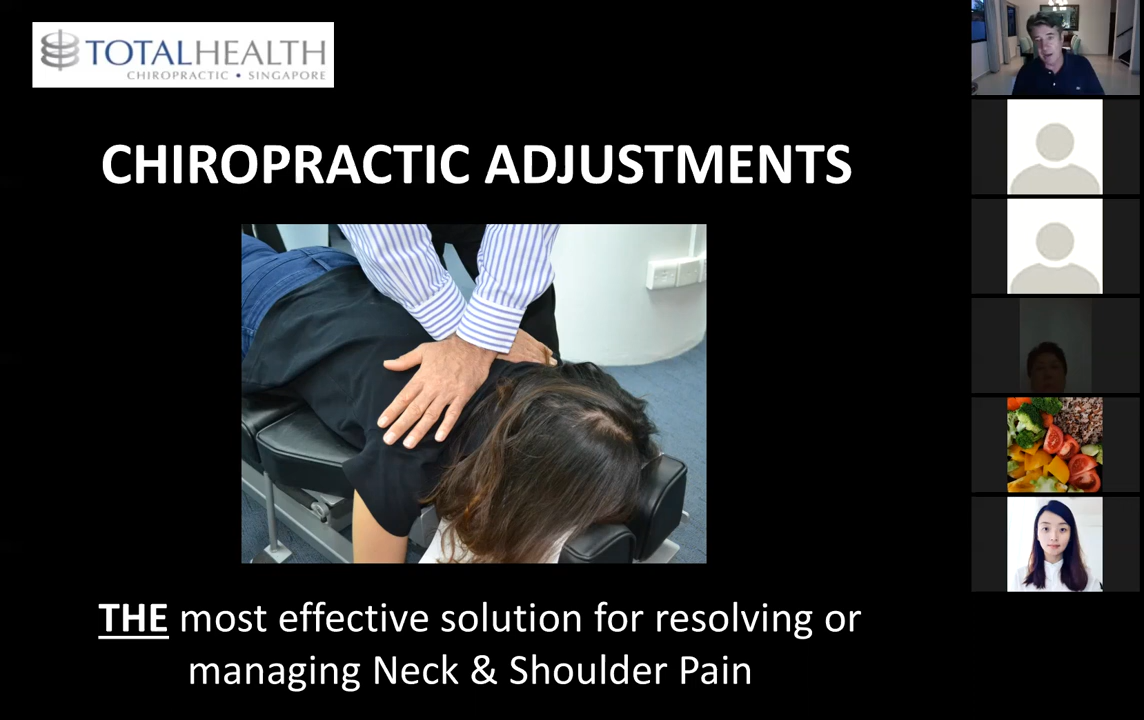 TOTALHEALTH
CHIROPRACTIC • SINGAPORE
CHIROPRACTIC ADJUSTMENTS
THE most effective solution for resolving or
managing Neck & Shoulder Pain